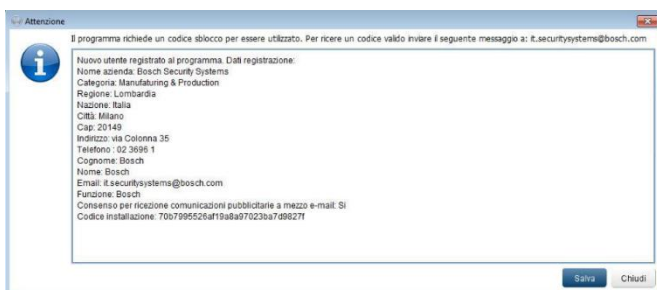 Attenzione
Il programma richiede un codice sblocco per essere utilizzato. Per ricere un codice valido inviare il seguente messaggio a: it.securitysystems@bosch.com
Nuovo utente registrato al programma. Dati registrazione:
Nome azienda: Bosch Security Systems
Categoria: Manufaturing & Production
Regione: Lombardia
Nazione: Italia
Città: Milano
Cap: 20149
Indirizzo: via Colonna 35
Telefono : 02 3696 1
Cognome: Bosch
Nome: Bosch
Email: it.securitysystems@bosch.com
Funzione: Bosch
Consenso per ricezione comunicazioni pubblicitarie a mezzo e-mail: Si
Codice installazione: 70b7995526af19a8a97023ba7d9827f
Salva Chiudi